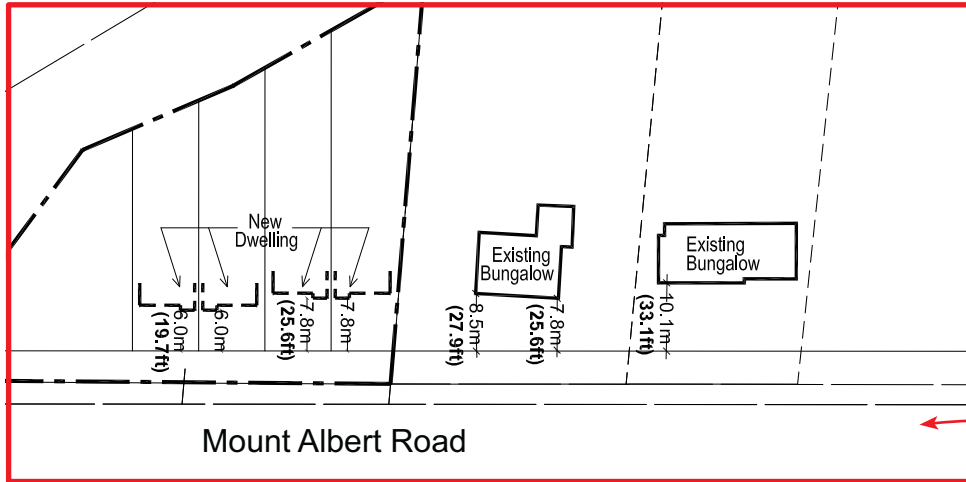 New
Dwelling
Existing
Bungalow
Existing
Bungalow
6.0m
(19.7ft)
6.0m
7.8m
(25.6ft)
7.8m
8.5m
(27.9ft)
7.8m
(25.6ft)
10.1m
(33.1ft)
Mount Albert Road